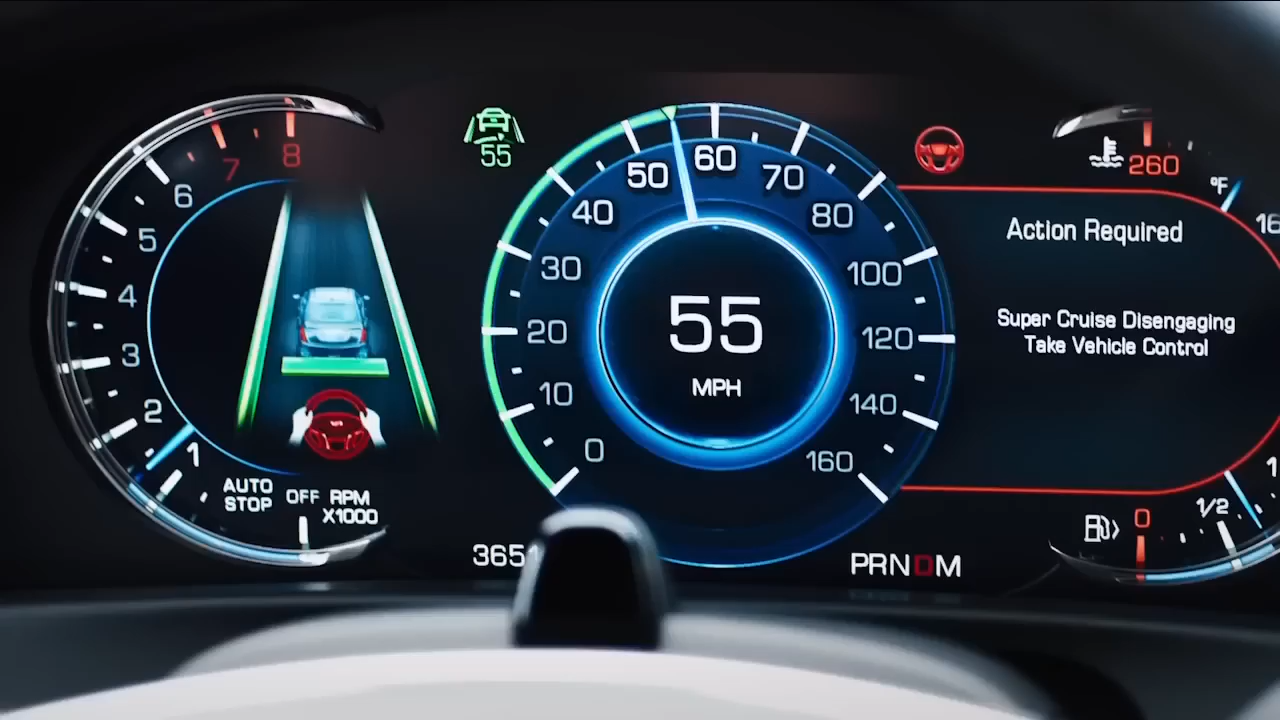 8
7
6
5
4
3
2
1
AUTO
STOP
OFF
RPM
X1000
55
0
10
20
30
40
50
60
70
80
100
120
140
160
55
MPH
PRNDM
260
°F
Action Required
Super Cruise Disengaging
Take Vehicle Control
0
1/2